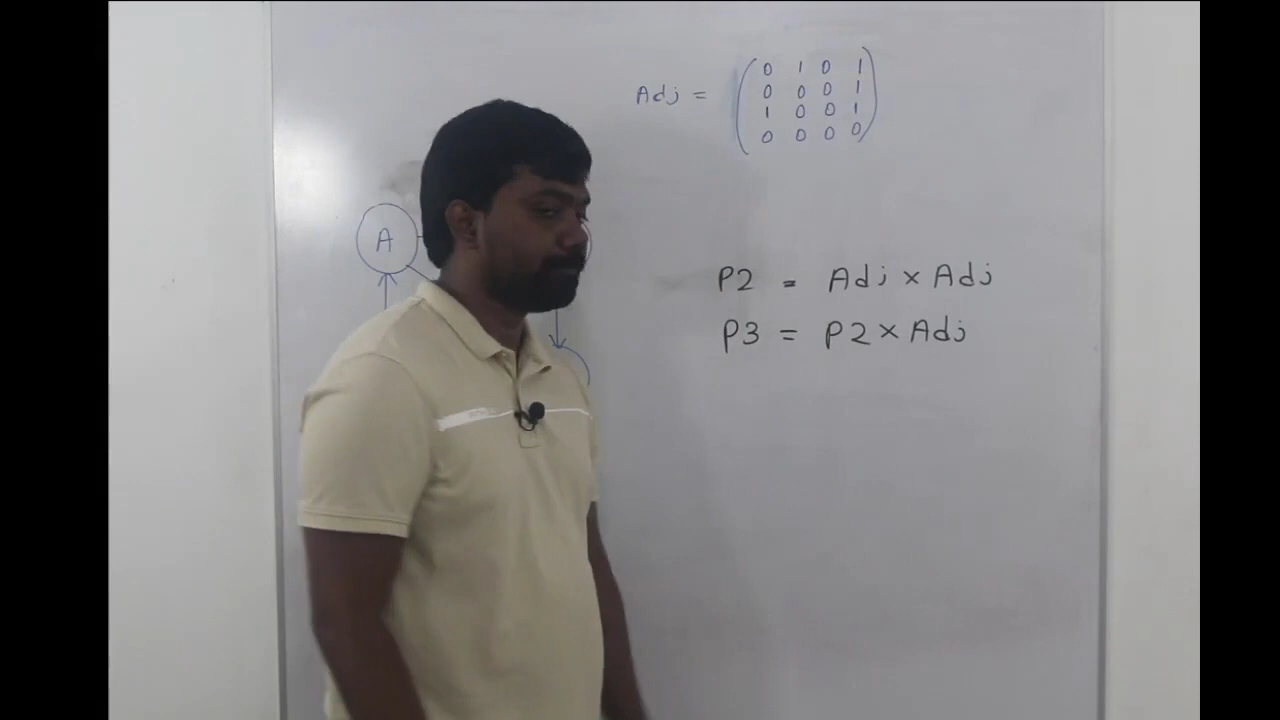 Adj = ( 0 1 0 1
0 0 0 1
1 0 0 1
0 0 0 0 )
A
P2 = Adj × Adj
P3 = P2 × Adj